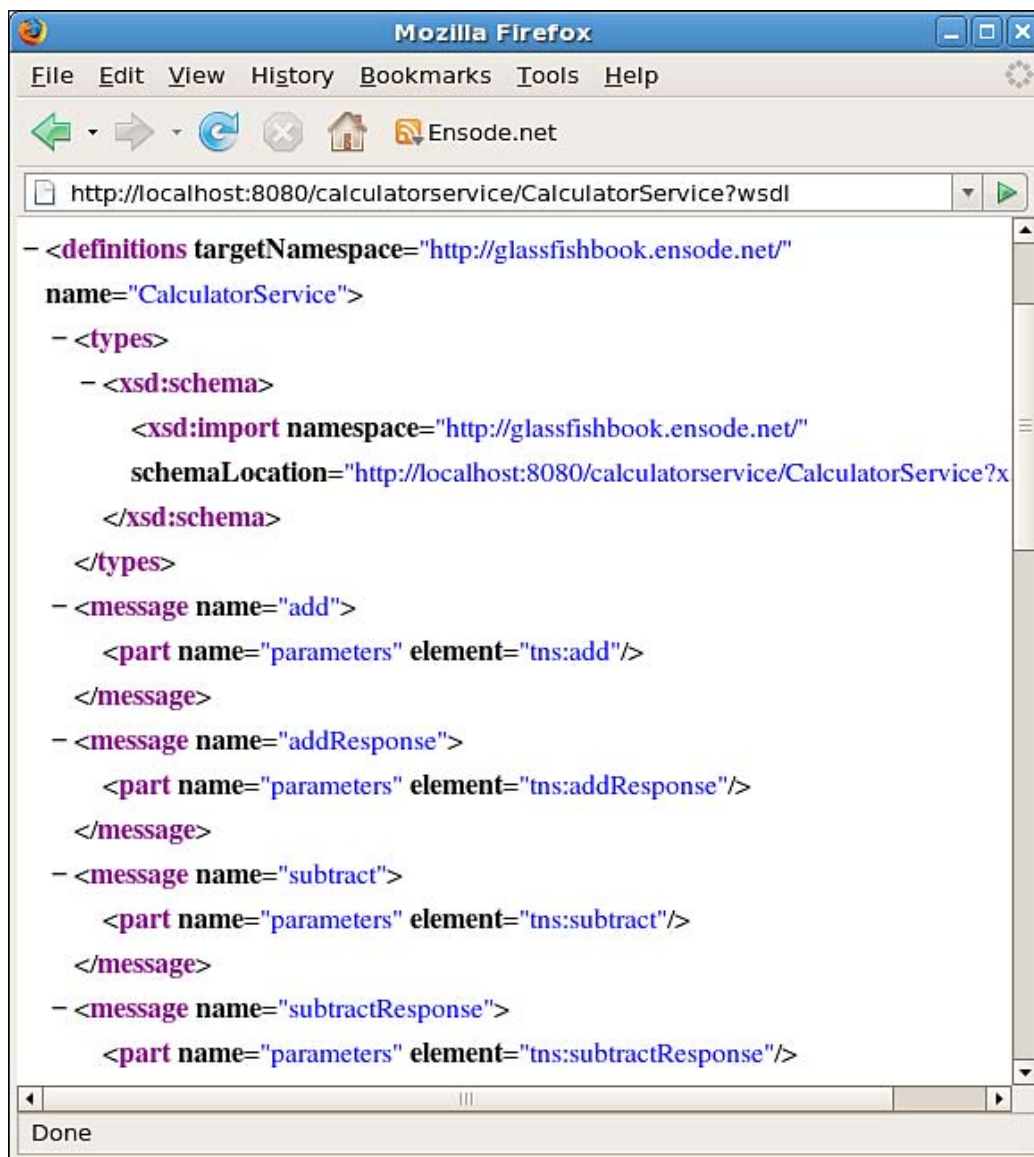 Mozilla Firefox
File Edit View History Bookmarks Tools Help
Ensode.net
http://localhost:8080/calculatorservice/CalculatorService?wsdl
− <definitions targetNamespace="http://glassfishbook.ensode.net/"
name="CalculatorService">
− <types>
− <xsd:schema>
<xsd:import namespace="http://glassfishbook.ensode.net/"
schemaLocation="http://localhost:8080/calculatorservice/CalculatorService?x
</xsd:schema>
</types>
− <message name="add">
<part name="parameters" element="tns:add"/>
</message>
− <message name="addResponse">
<part name="parameters" element="tns:addResponse"/>
</message>
− <message name="subtract">
<part name="parameters" element="tns:subtract"/>
</message>
− <message name="subtractResponse">
<part name="parameters" element="tns:subtractResponse"/>
Done